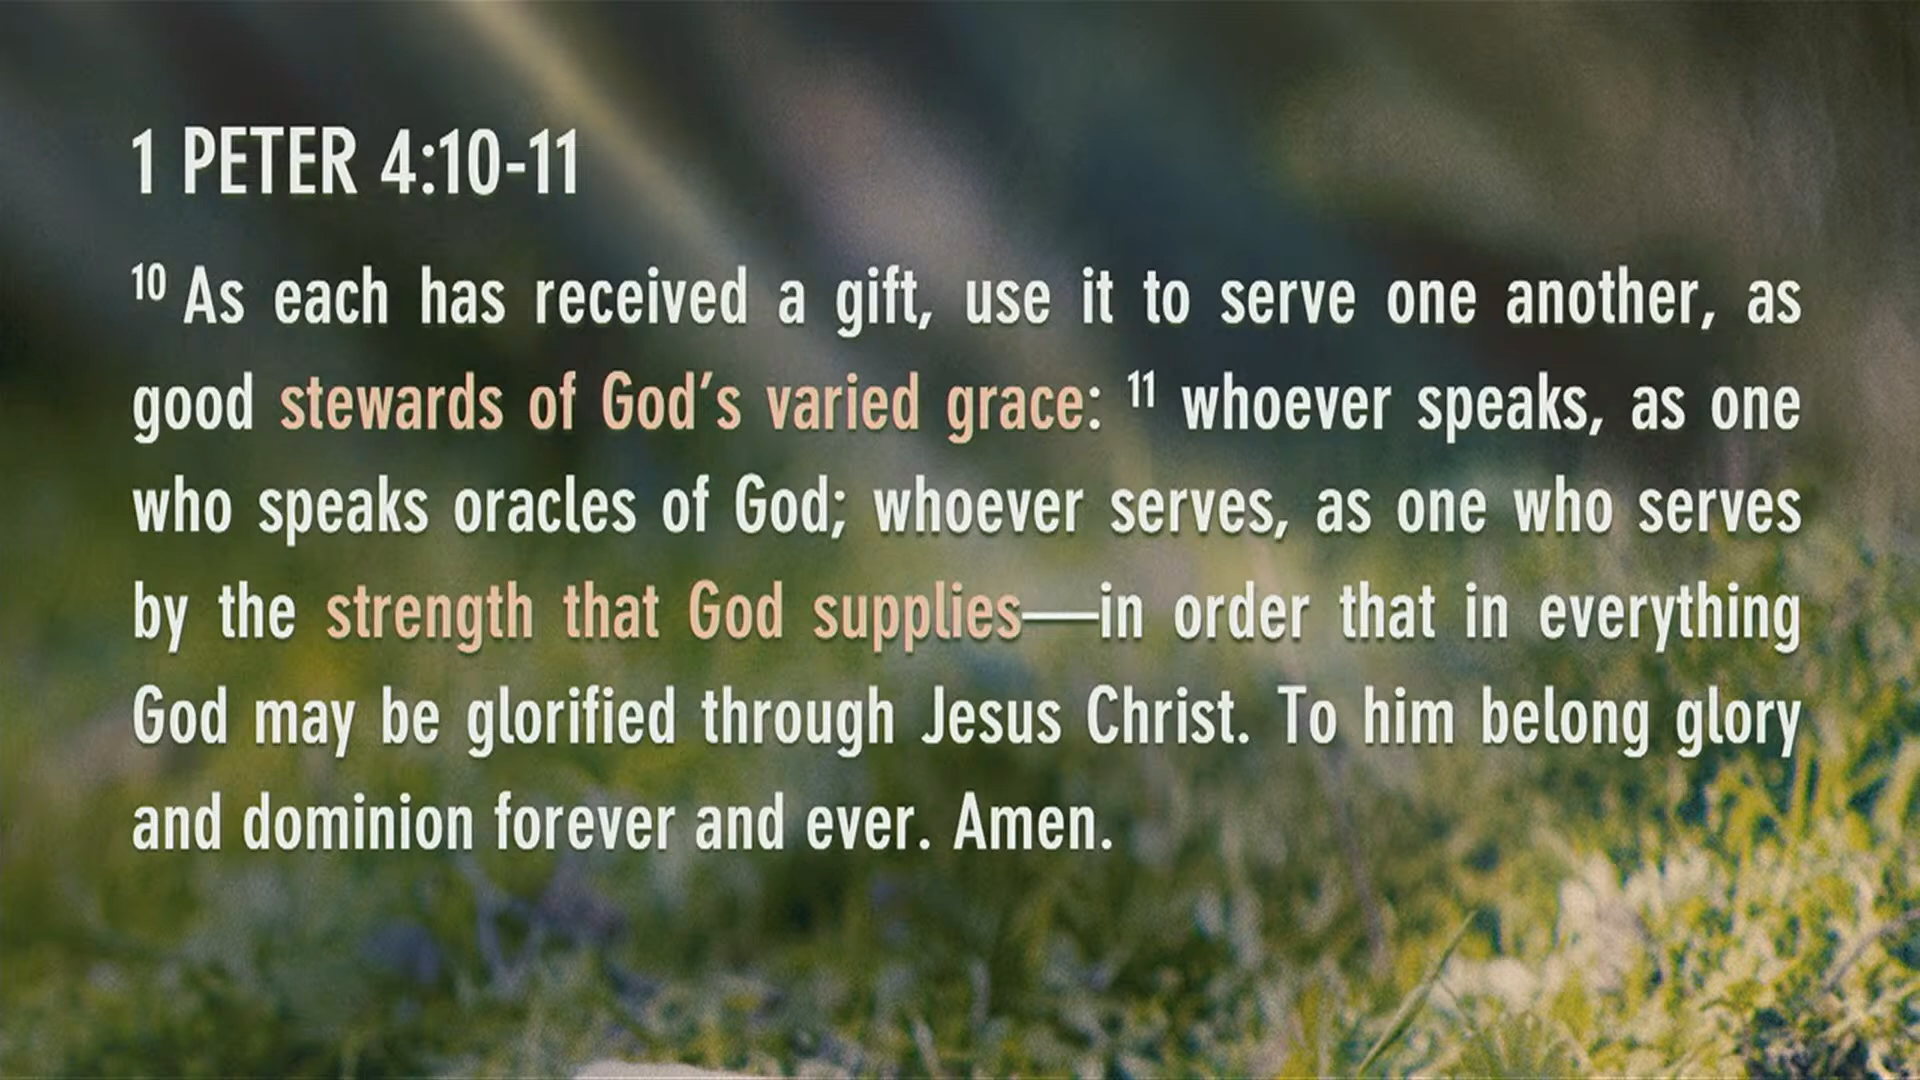 1 PETER 4:10-11
10 As each has received a gift, use it to serve one another, as
good stewards of God’s varied grace: 11 whoever speaks, as one
who speaks oracles of God; whoever serves, as one who serves
by the strength that God supplies—in order that in everything
God may be glorified through Jesus Christ. To him belong glory
and dominion forever and ever. Amen.